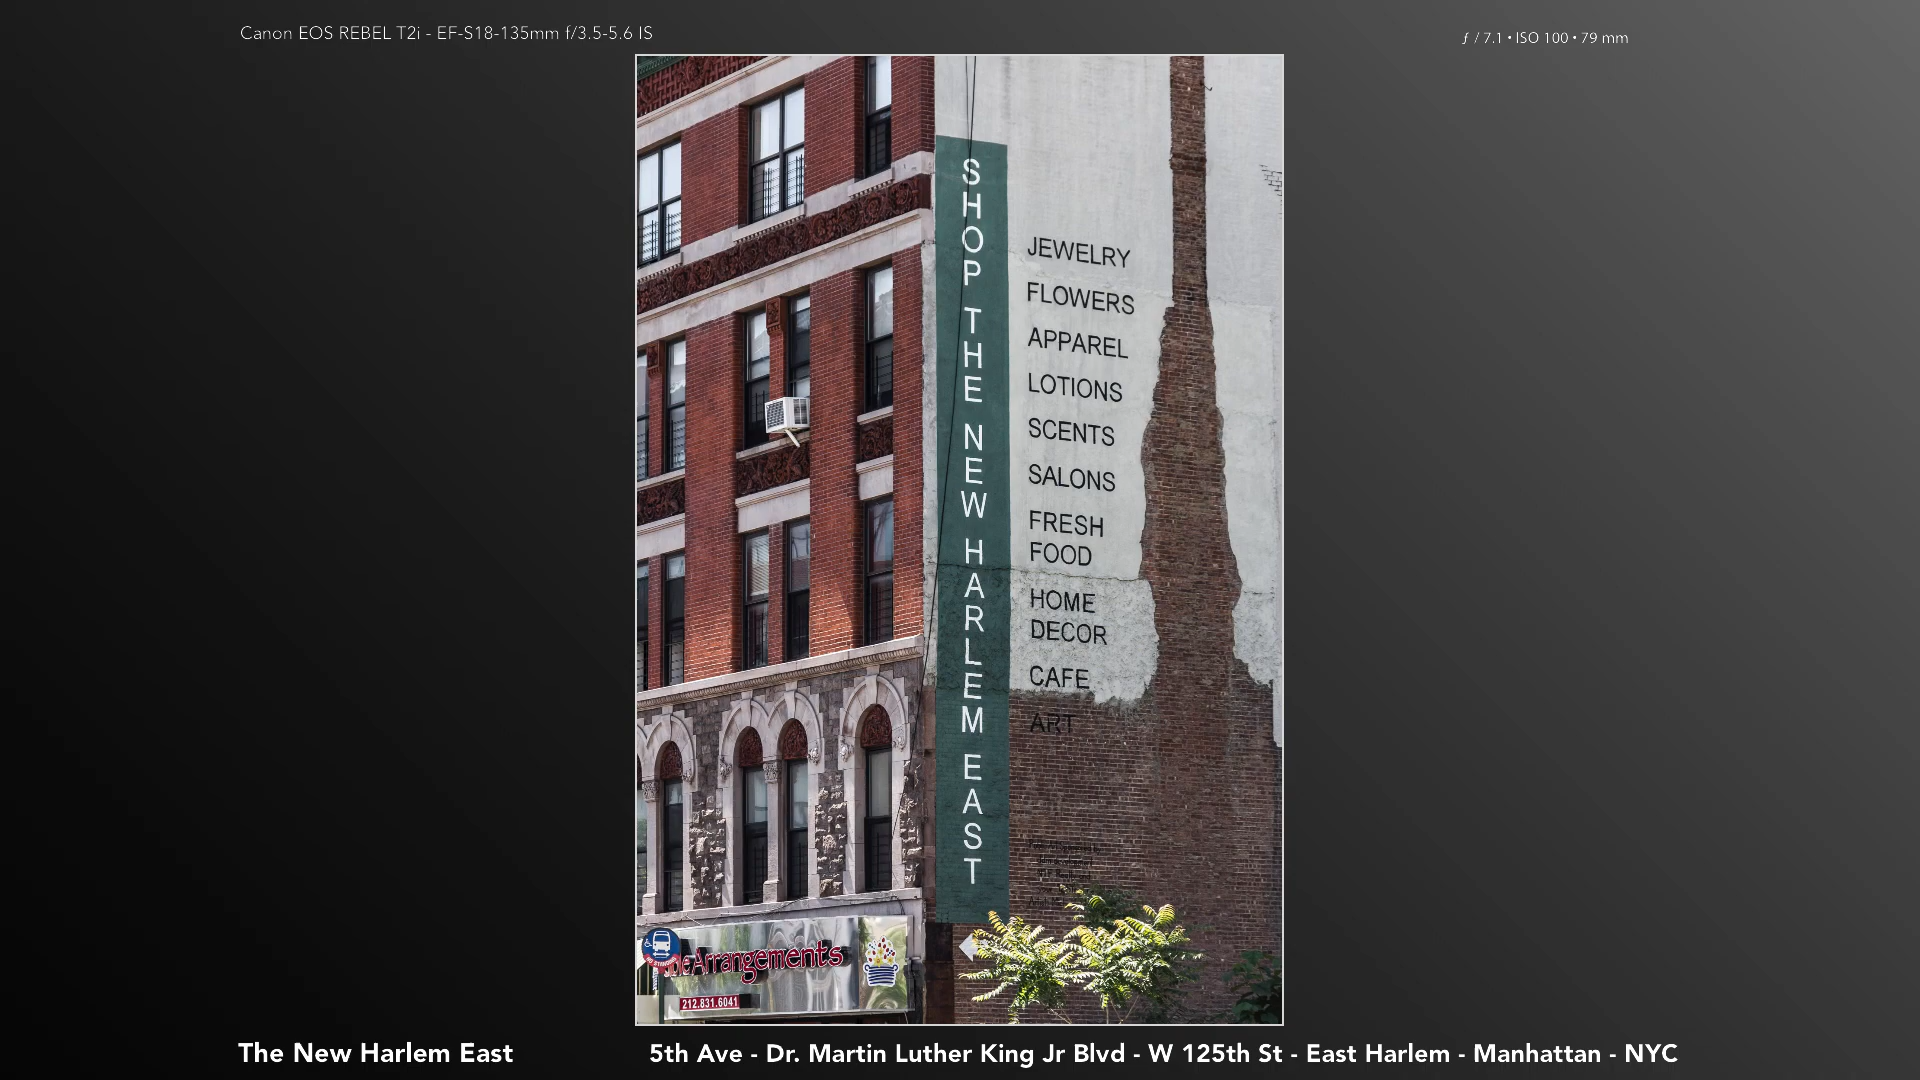 Canon EOS REBEL T2i - EF-S18-135mm f/3.5-5.6 IS
ƒ / 7.1 • ISO 100 • 79 mm
SHOP THE NEW HARLEM EAST
JEWELRY
FLOWERS
APPAREL
LOTIONS
SCENTS
SALONS
FRESH
FOOD
HOME
DECOR
CAFE
ART
Arrangements
212.831.6041
The New Harlem East
5th Ave - Dr. Martin Luther King Jr Blvd - W 125th St - East Harlem - Manhattan - NYC